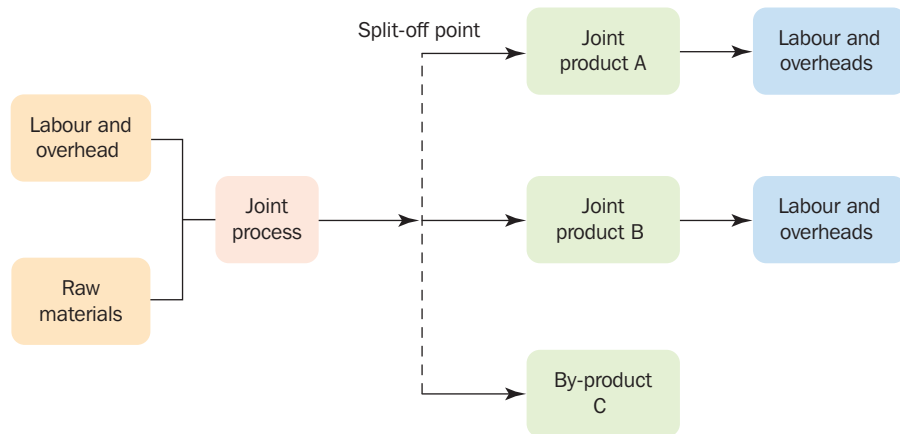 Split-off point
Joint
product A
Labour and
overheads
Labour and
overhead
Joint
process
Joint
product B
Labour and
overheads
Raw
materials
By-product
C